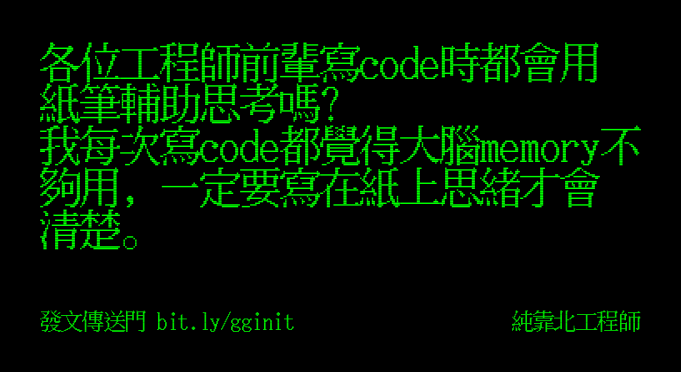 各位工程師前輩寫code時都會用
紙筆輔助思考嗎?
我每次寫code都覺得大腦memory不
夠用，一定要寫在紙上思緒才會
清楚。
發文傳送門 bit.ly/gginit
純靠北工程師